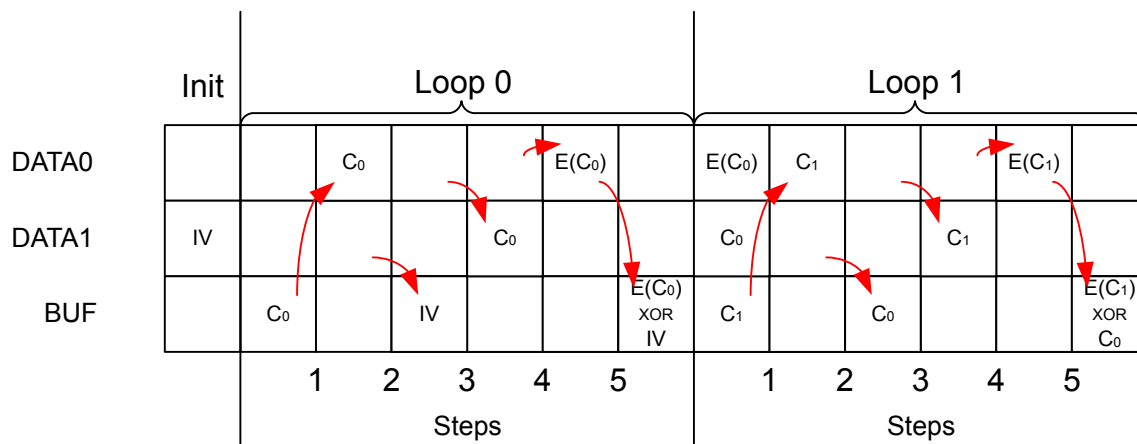 Init Loop 0 Loop 1
DATA0 C₀ E(C₀) E(C₀) C₁ E(C₁)
DATA1 IV C₀ C₀ C₁
BUF C₀ IV E(C₀) XOR IV C₁ C₀ E(C₁) XOR C₀
1 2 3 4 5 1 2 3 4 5
Steps Steps